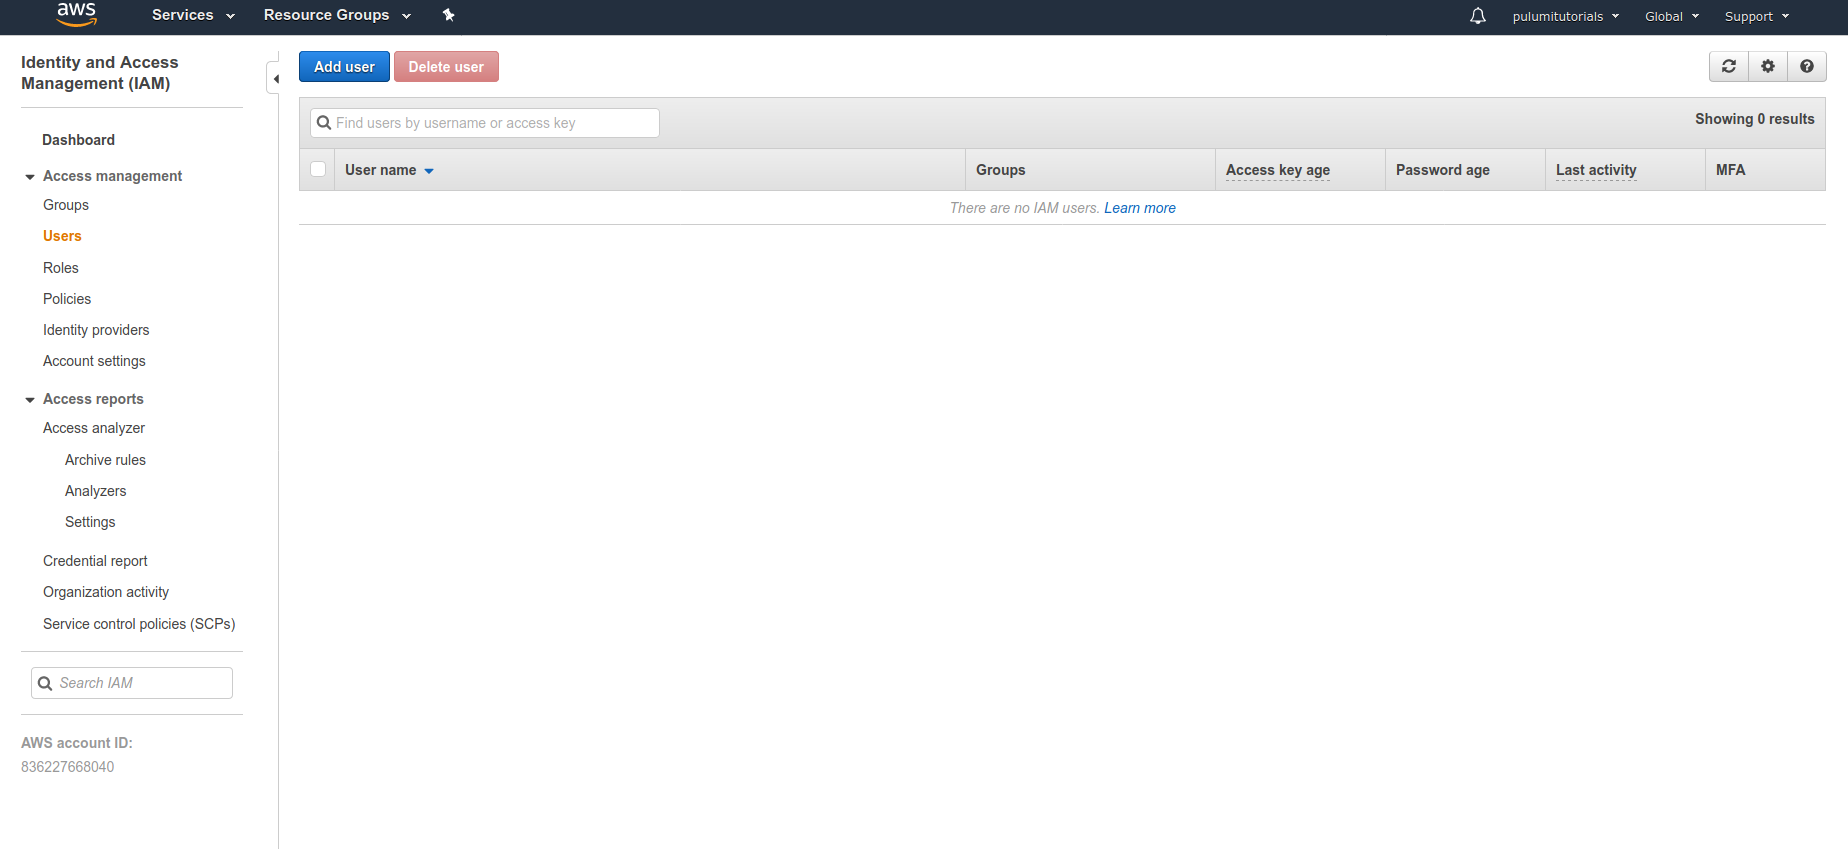 aws
Services
Resource Groups
pulumitutorials
Global
Support
Identity and Access
Management (IAM)
Dashboard
Access management
Groups
Users
Roles
Policies
Identity providers
Account settings
Access reports
Access analyzer
Archive rules
Analyzers
Settings
Credential report
Organization activity
Service control policies (SCPs)
Search IAM
AWS account ID:
836227668040
Add user
Delete user
Find users by username or access key
Showing 0 results
User name
Groups
Access key age
Password age
Last activity
MFA
There are no IAM users. Learn more